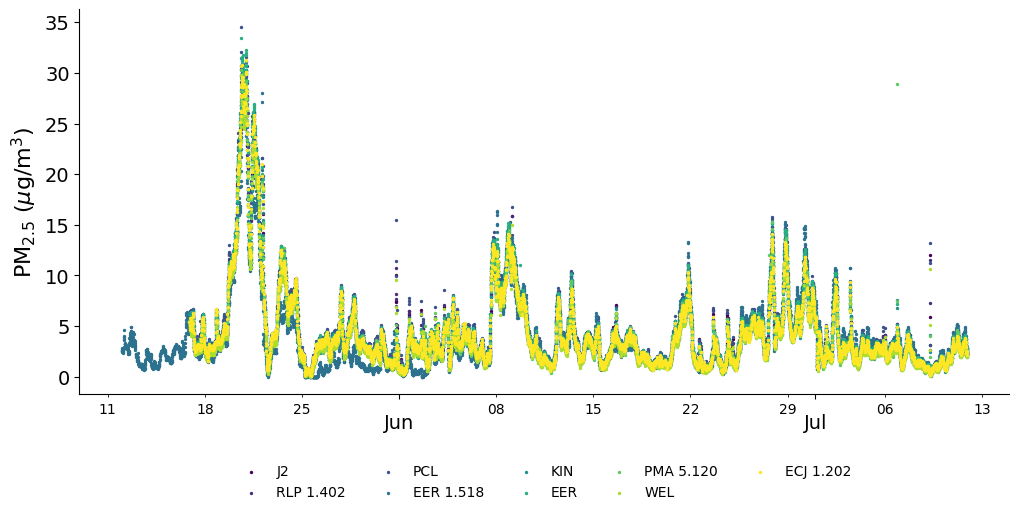 35
30
25
20
15
10
5
0
PM2.5 (μg/m3)
11 18 25 08 15 22 29 06 13
Jun Jul
J2 PCL KIN PMA 5.120 ECJ 1.202
RLP 1.402 EER 1.518 EER WEL